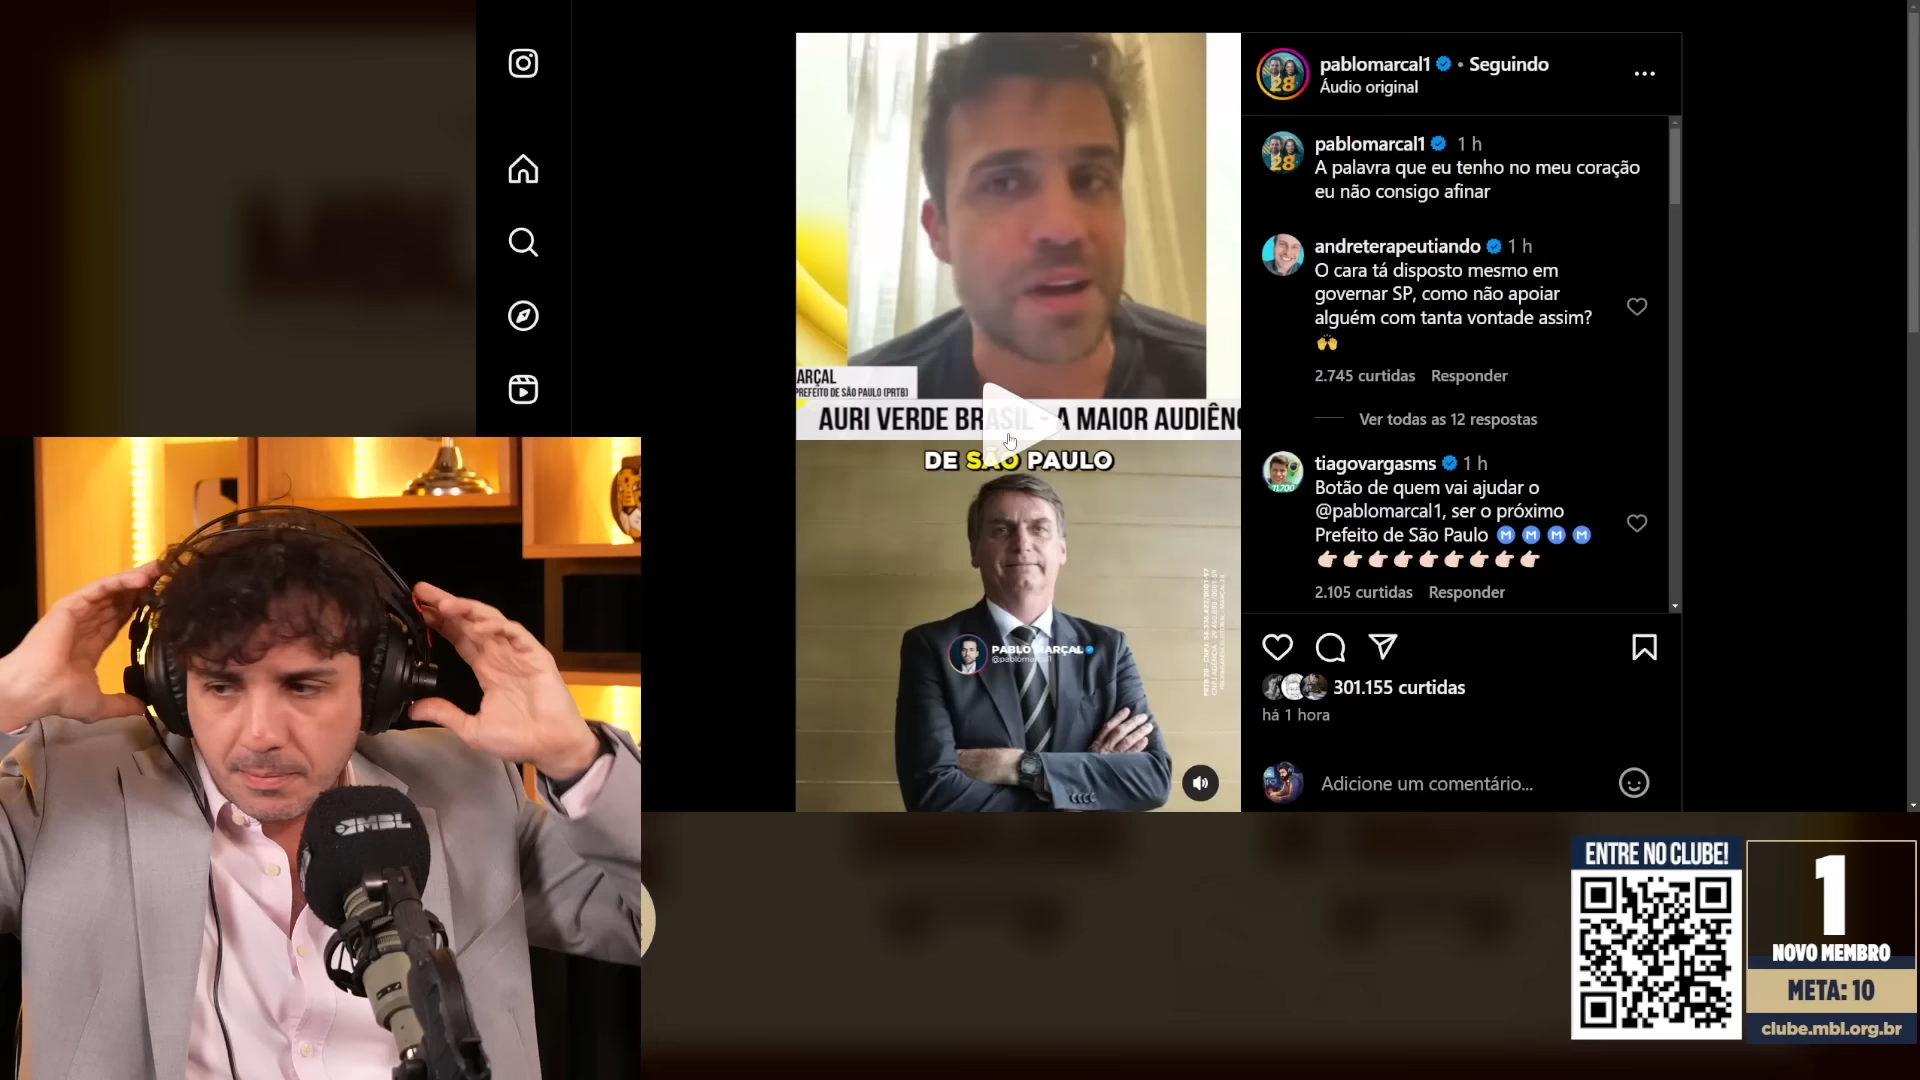 pablomarcal1 • Seguindo
Áudio original
pablomarcal1 1 h
A palavra que eu tenho no meu coração
eu não consigo afinar
andreterapeutiando 1 h
O cara tá disposto mesmo em
governar SP, como não apoiar
alguém com tanta vontade assim?
2.745 curtidas Responder
Ver todas as 12 respostas
tiagovargasms 1 h
Botão de quem vai ajudar o
@pablomarcal1, ser o próximo
Prefeito de São Paulo Ⓜ️ Ⓜ️ Ⓜ️ Ⓜ️
2.105 curtidas Responder
301.155 curtidas
há 1 hora
Adicione um comentário...
ARÇAL
PREFEITO DE SÃO PAULO (PRTB)
AURI VERDE BRASIL - A MAIOR AUDIÊNC
DE SÃO PAULO
PABLO MARÇAL
@pablomarcal1
28
28
MBL
ENTRE NO CLUBE!
1
NOVO MEMBRO
META: 10
clube.mbl.org.br